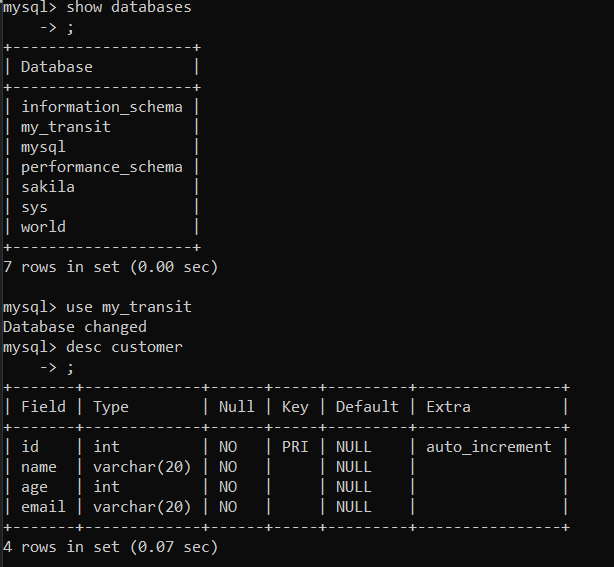 mysql> show databases
    -> ;
+--------------------+
| Database           |
+--------------------+
| information_schema |
| my_transit         |
| mysql              |
| performance_schema |
| sakila             |
| sys                |
| world              |
+--------------------+
7 rows in set (0.00 sec)

mysql> use my_transit
Database changed
mysql> desc customer
    -> ;
+-------+-------------+------+-----+---------+----------------+
| Field | Type        | Null | Key | Default | Extra          |
+-------+-------------+------+-----+---------+----------------+
| id    | int         | NO   | PRI | NULL    | auto_increment |
| name  | varchar(20) | NO   |     | NULL    |                |
| age   | int         | NO   |     | NULL    |                |
| email | varchar(20) | NO   |     | NULL    |                |
+-------+-------------+------+-----+---------+----------------+
4 rows in set (0.07 sec)